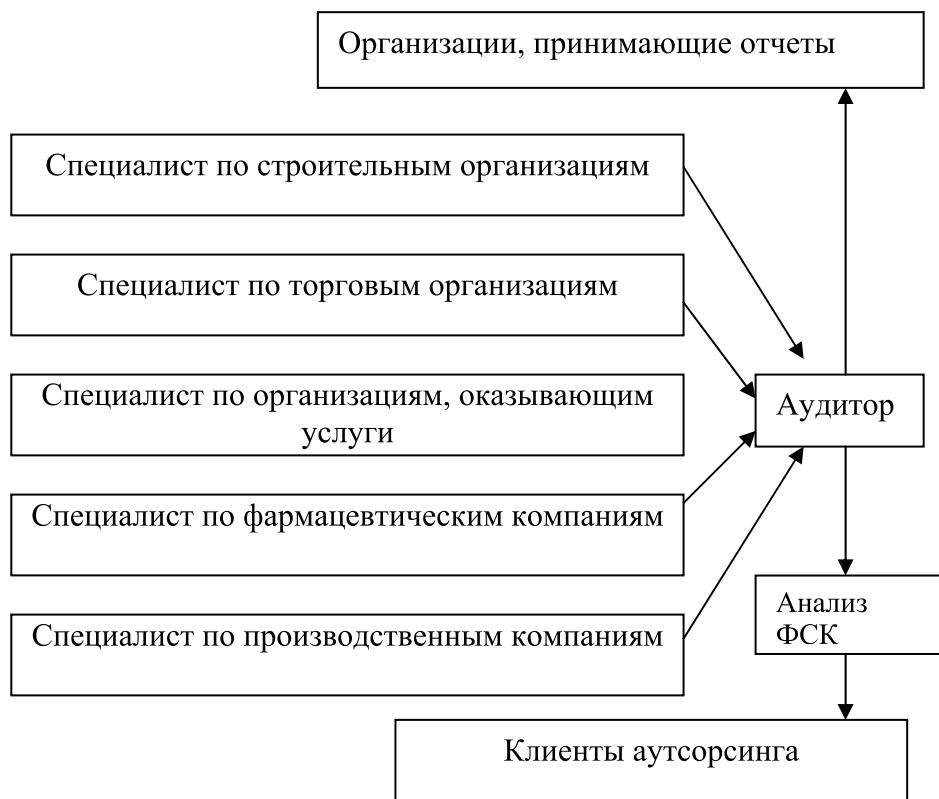 Организации, принимающие отчеты
Специалист по строительным организациям
Специалист по торговым организациям
Специалист по организациям, оказывающим
услуги
Аудитор
Специалист по фармацевтическим компаниям
Анализ
ФСК
Специалист по производственным компаниям
Клиенты аутсорсинга